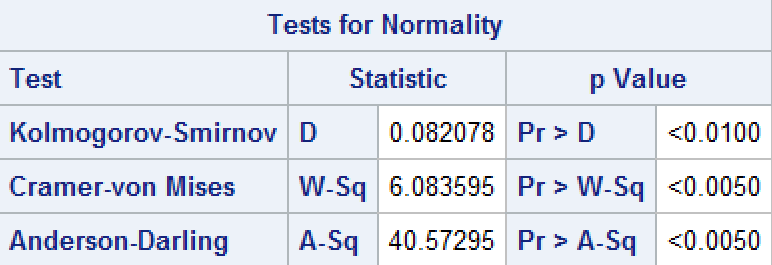 Tests for Normality
Test Statistic p Value
Kolmogorov-Smirnov D 0.082078 Pr > D <0.0100
Cramer-von Mises W-Sq 6.083595 Pr > W-Sq <0.0050
Anderson-Darling A-Sq 40.57295 Pr > A-Sq <0.0050